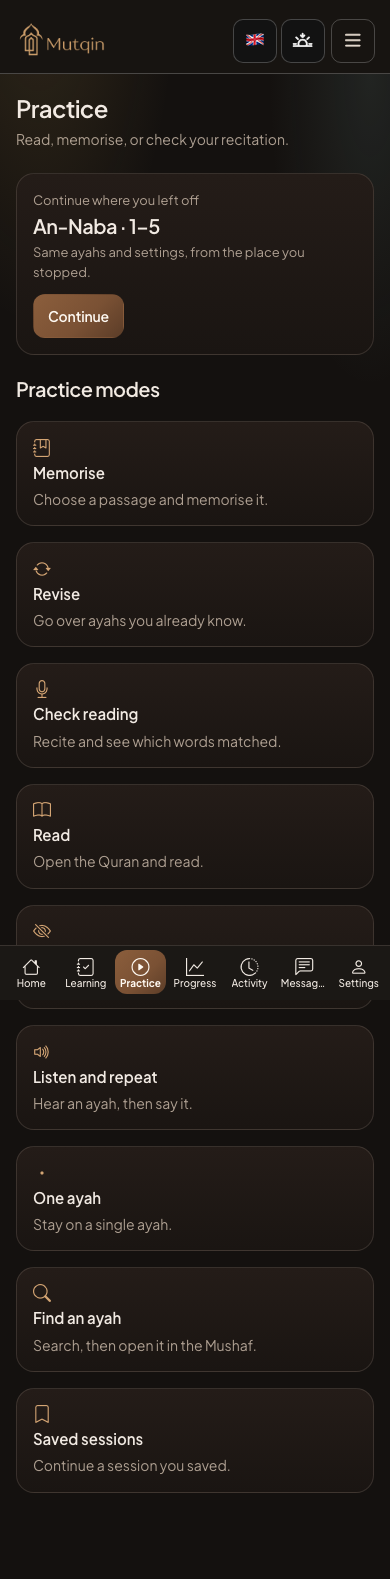 Mutqin
Practice
Read, memorise, or check your recitation.
Continue where you left off
An-Naba · 1–5
Same ayahs and settings, from the place you
stopped.
Continue
Practice modes
Memorise
Choose a passage and memorise it.
Revise
Go over ayahs you already know.
Check reading
Recite and see which words matched.
Read
Open the Quran and read.
Home
Learning
Practice
Progress
Activity
Messag...
Settings
Listen and repeat
Hear an ayah, then say it.
One ayah
Stay on a single ayah.
Find an ayah
Search, then open it in the Mushaf.
Saved sessions
Continue a session you saved.